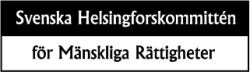 Svenska Helsingforskommittén
för Mänskliga Rättigheter